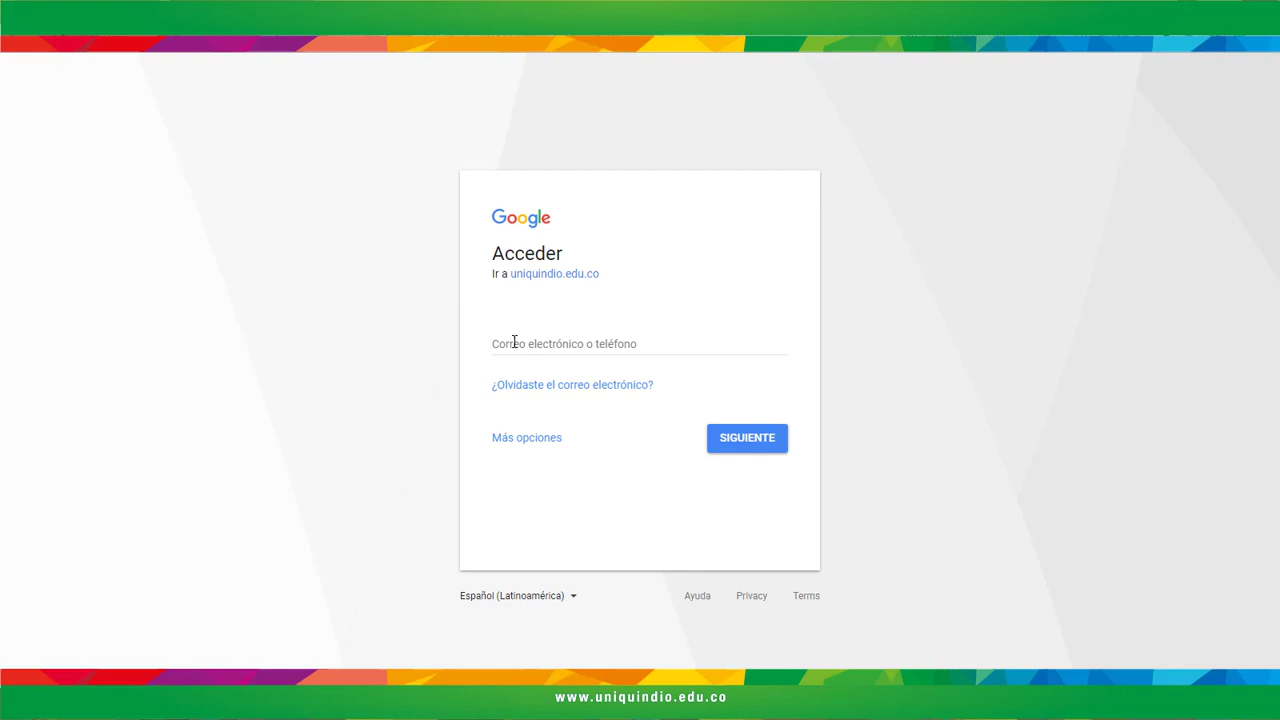 Google
Acceder
Ir a uniquindio.edu.co
Correo electrónico o teléfono
¿Olvidaste el correo electrónico?
Más opciones
SIGUIENTE
Español (Latinoamérica)
Ayuda
Privacy
Terms
www.uniquindio.edu.co